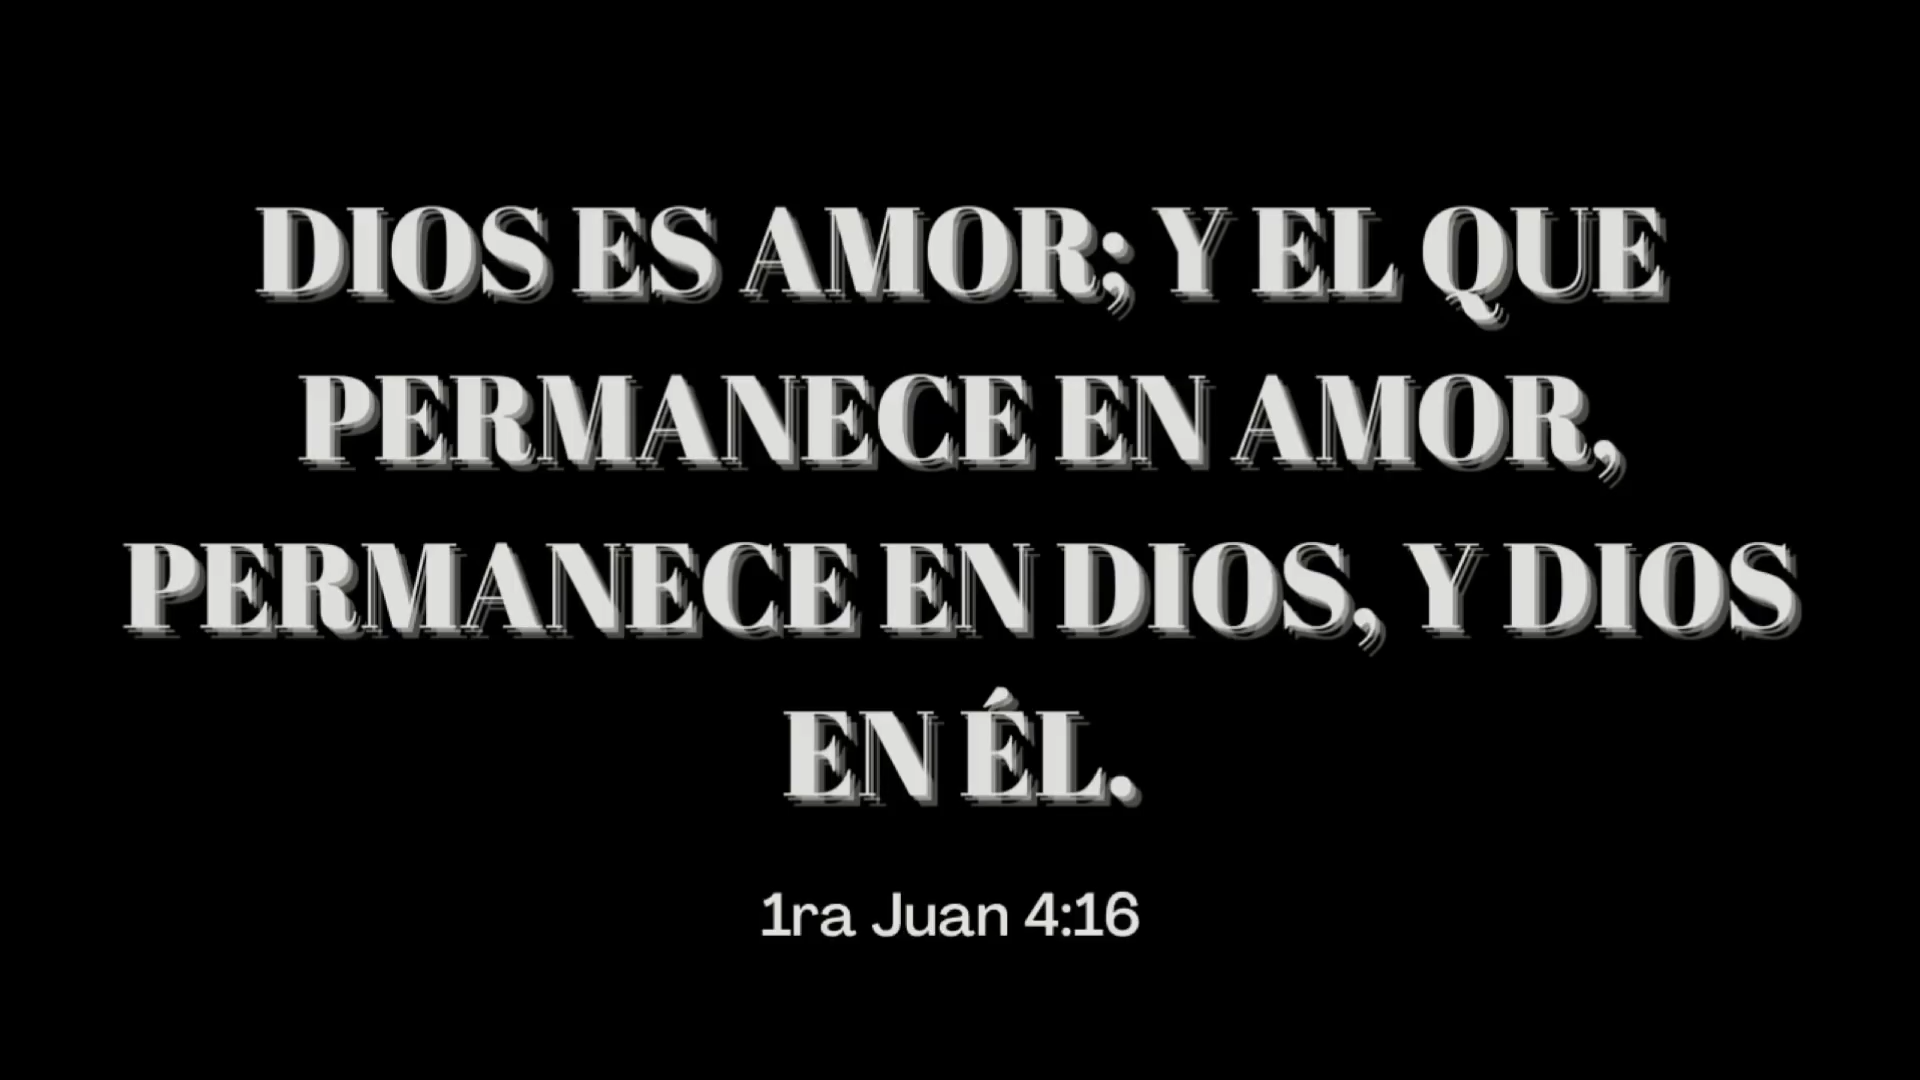 DIOS ES AMOR; Y EL QUE
PERMANECE EN AMOR,
PERMANECE EN DIOS, Y DIOS
EN ÉL.
1ra Juan 4:16